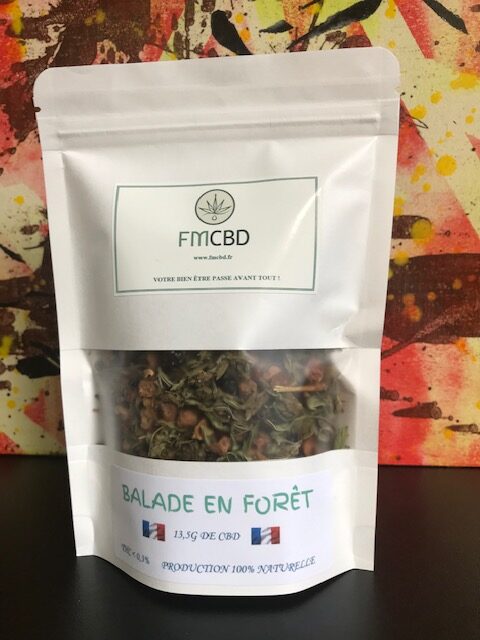 FMCBD
www.fmcbd.fr
VOTRE BIEN ÊTRE PASSE AVANT TOUT !
BALADE EN FORÊT
13,5G DE CBD
THC < 0,3%
PRODUCTION 100% NATURELLE